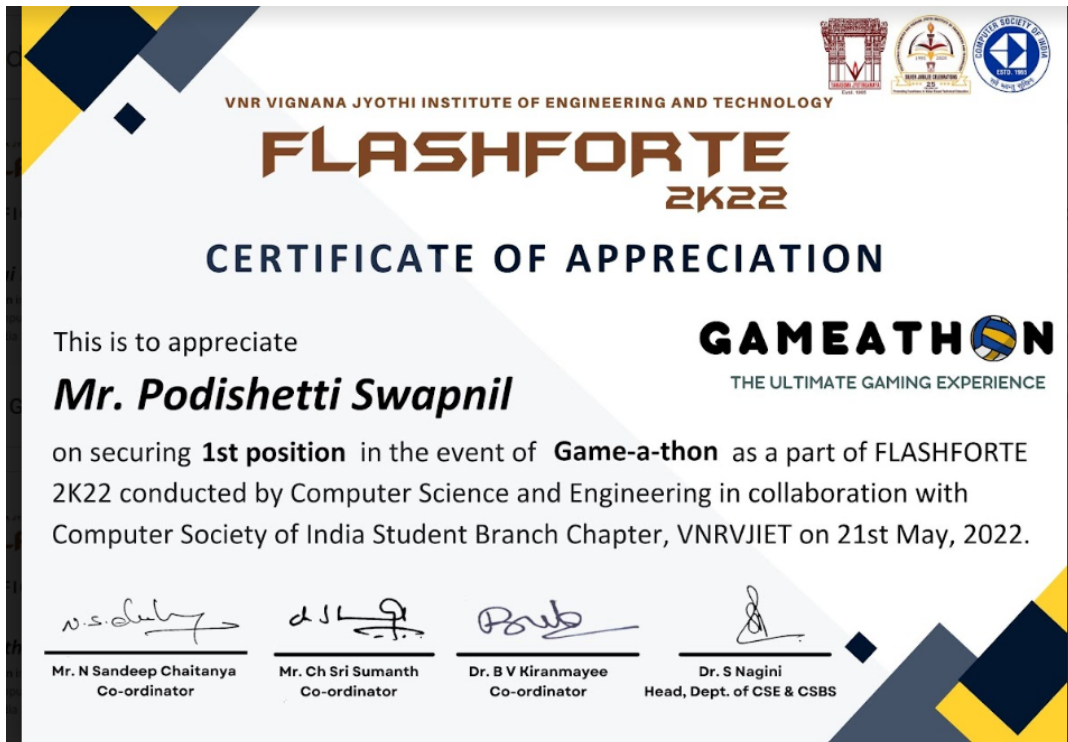 VNR VIGNANA JYOTHI INSTITUTE OF ENGINEERING AND TECHNOLOGY
FLASHFORTE
2K22
CERTIFICATE OF APPRECIATION
GAMEATHON
THE ULTIMATE GAMING EXPERIENCE
This is to appreciate
Mr. Podishetti Swapnil
on securing 1st position in the event of Game-a-thon as a part of FLASHFORTE
2K22 conducted by Computer Science and Engineering in collaboration with
Computer Society of India Student Branch Chapter, VNRVJIET on 21st May, 2022.
Mr. N Sandeep Chaitanya
Co-ordinator
Mr. Ch Sri Sumanth
Co-ordinator
Dr. B V Kiranmayee
Co-ordinator
Dr. S Nagini
Head, Dept. of CSE & CSBS
COMPUTER SOCIETY OF INDIA
ESTD. 1965